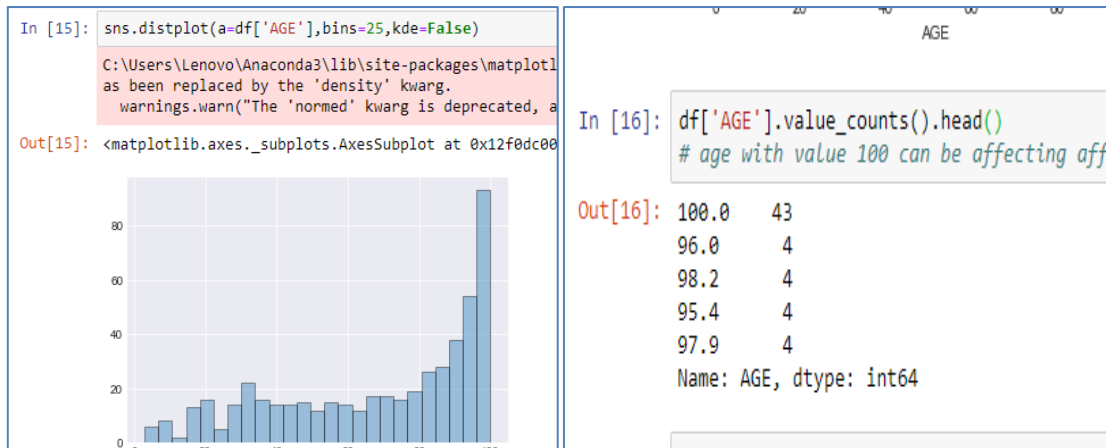 In [15]: sns.distplot(a=df['AGE'],bins=25,kde=False)
C:\Users\Lenovo\Anaconda3\lib\site-packages\matplotl
as been replaced by the 'density' kwarg.
warnings.warn("The 'normed' kwarg is deprecated, a
Out[15]: <matplotlib.axes._subplots.AxesSubplot at 0x12f0dc00
80
60
40
20
0
AGE
In [16]: df['AGE'].value_counts().head()
# age with value 100 can be affecting aff
Out[16]: 100.0 43
96.0 4
98.2 4
95.4 4
97.9 4
Name: AGE, dtype: int64